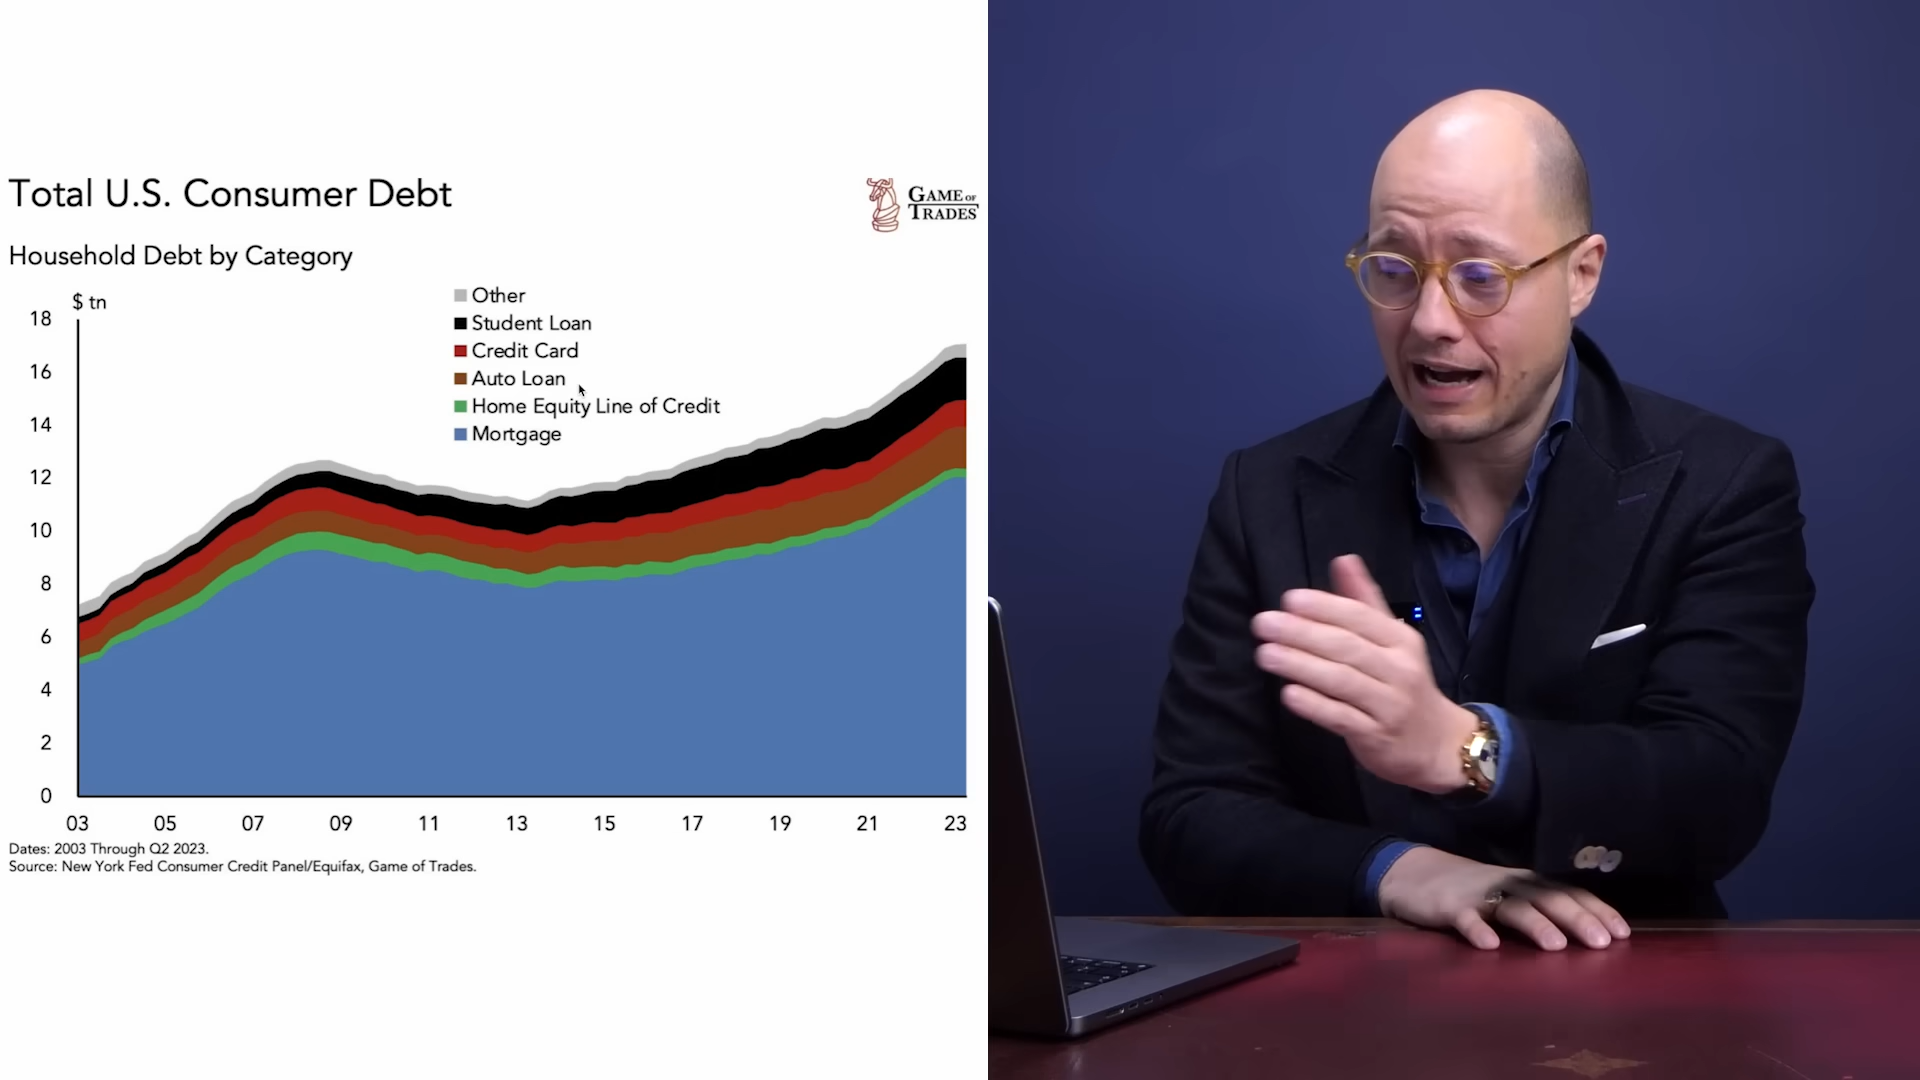 Total U.S. Consumer Debt
GAME OF
TRADES
Household Debt by Category
$ tn
Other
Student Loan
Credit Card
Auto Loan
Home Equity Line of Credit
Mortgage
18
16
14
12
10
8
6
4
2
0
03 05 07 09 11 13 15 17 19 21 23
Dates: 2003 Through Q2 2023.
Source: New York Fed Consumer Credit Panel/Equifax, Game of Trades.